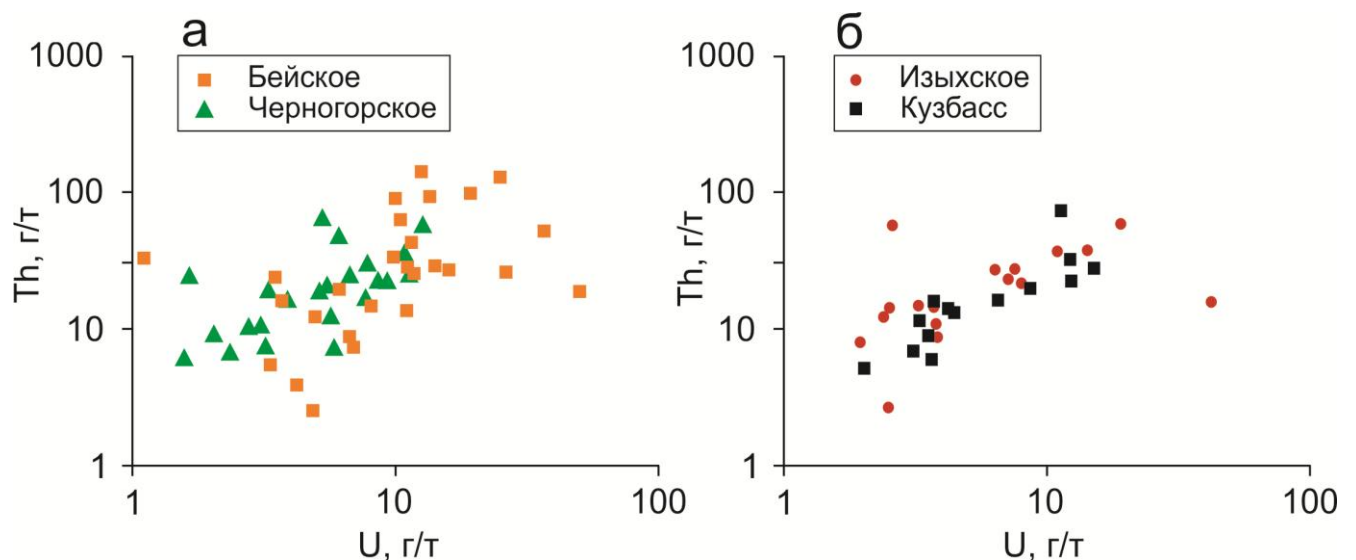 а
1000
100
10
1
Th, г/т
Бейское
Черногорское
1
10
100
U, г/т
б
1000
100
10
1
Th, г/т
Изыхское
Кузбасс
1
10
100
U, г/т